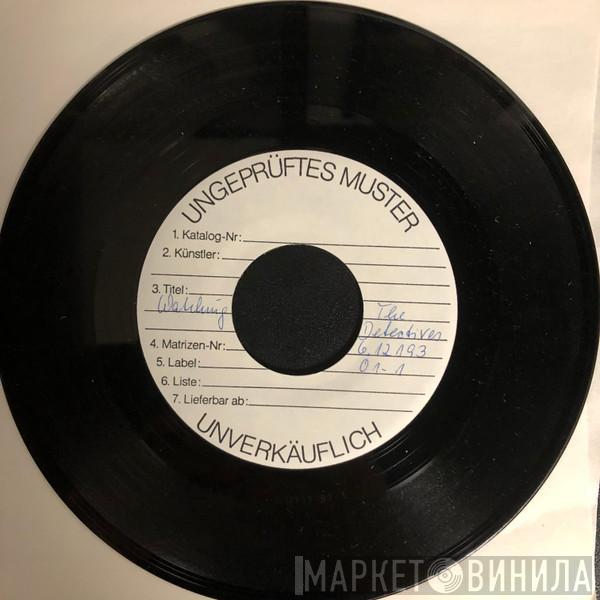 UNGEPRÜFTES MUSTER
1. Katalog-Nr:
2. Künstler:
3. Titel:
Watching The
Detectives
4. Matrizen-Nr: 6.12 193
5. Label: 01-1
6. Liste:
7. Lieferbar ab:
UNVERKÄUFLICH
МАРКЕТ ВИНИЛА